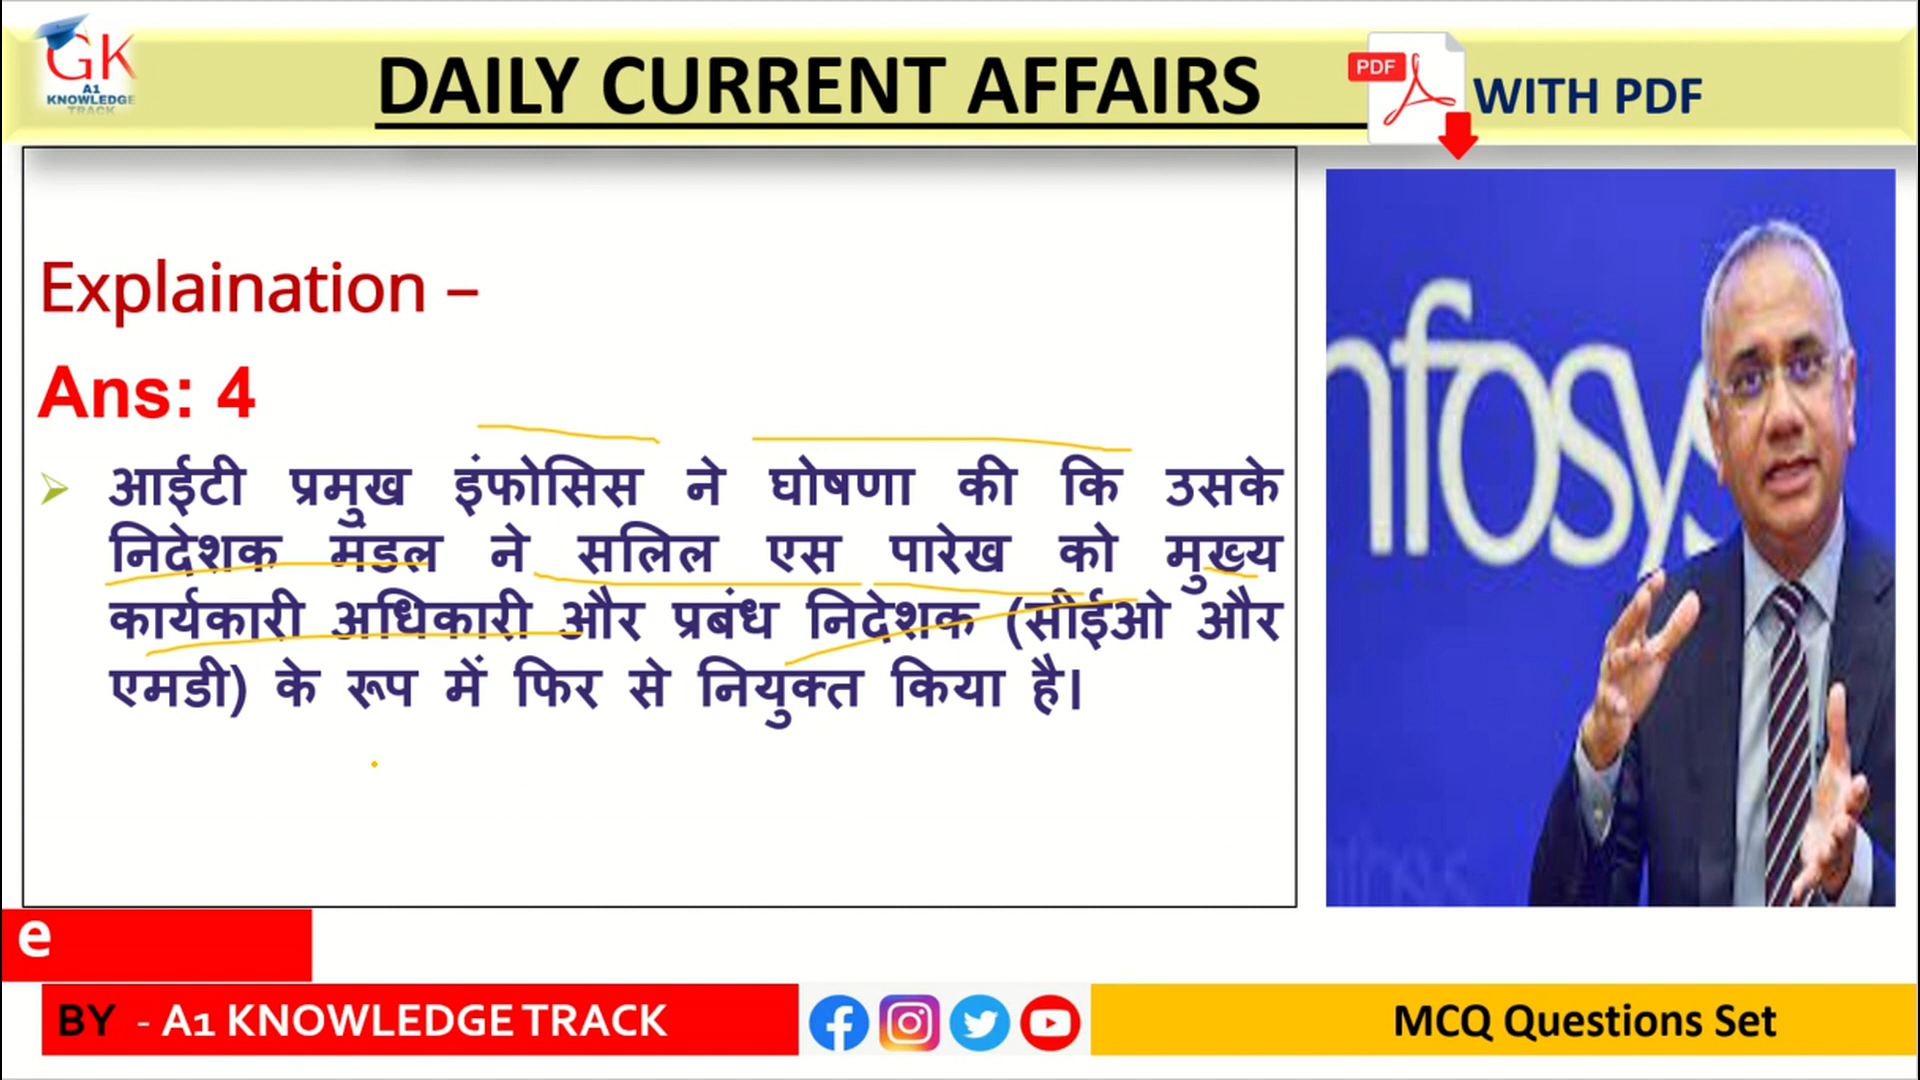 GK
A1
KNOWLEDGE
TRACK
DAILY CURRENT AFFAIRS
PDF
WITH PDF
Explaination –
Ans: 4
आईटी प्रमुख इंफोसिस ने घोषणा की कि उसके
निदेशक मंडल ने सलिल एस पारेख को मुख्य
कार्यकारी अधिकारी और प्रबंध निदेशक (सीईओ और
एमडी) के रूप में फिर से नियुक्त किया है।
nfosys
e
BY - A1 KNOWLEDGE TRACK
MCQ Questions Set